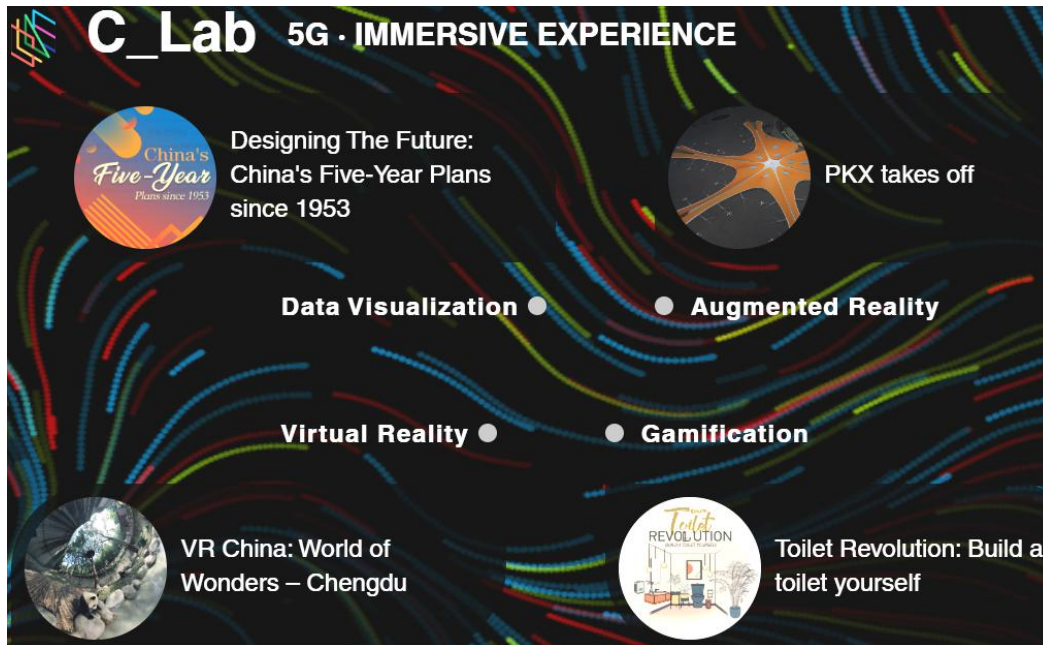 C_Lab 5G · IMMERSIVE EXPERIENCE
China's
Five-Year
Plans since 1953
Designing The Future:
China's Five-Year Plans
since 1953
PKX takes off
Data Visualization
Augmented Reality
Virtual Reality
Gamification
VR China: World of
Wonders – Chengdu
Toilet
REVOLUTION
Toilet Revolution: Build a
toilet yourself